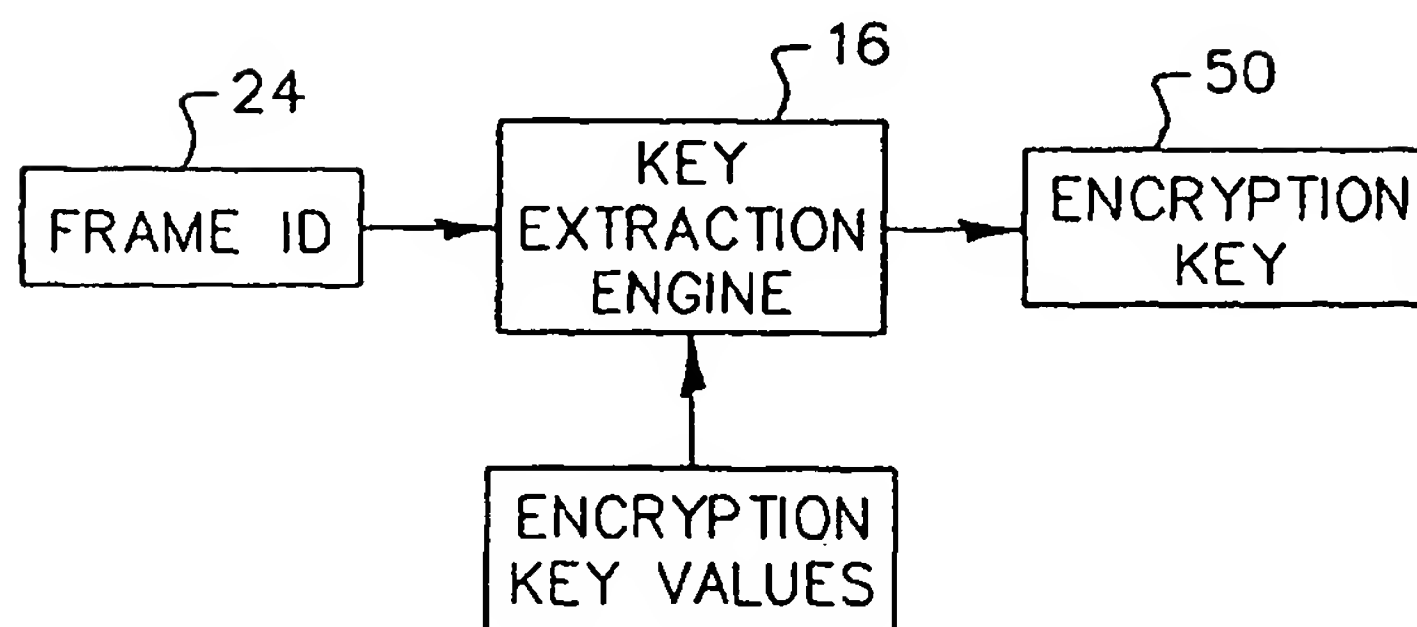 16
50
24
KEY
EXTRACTION
ENGINE
ENCRYPTION
KEY
FRAME ID
ENCRYPTION
KEY VALUES